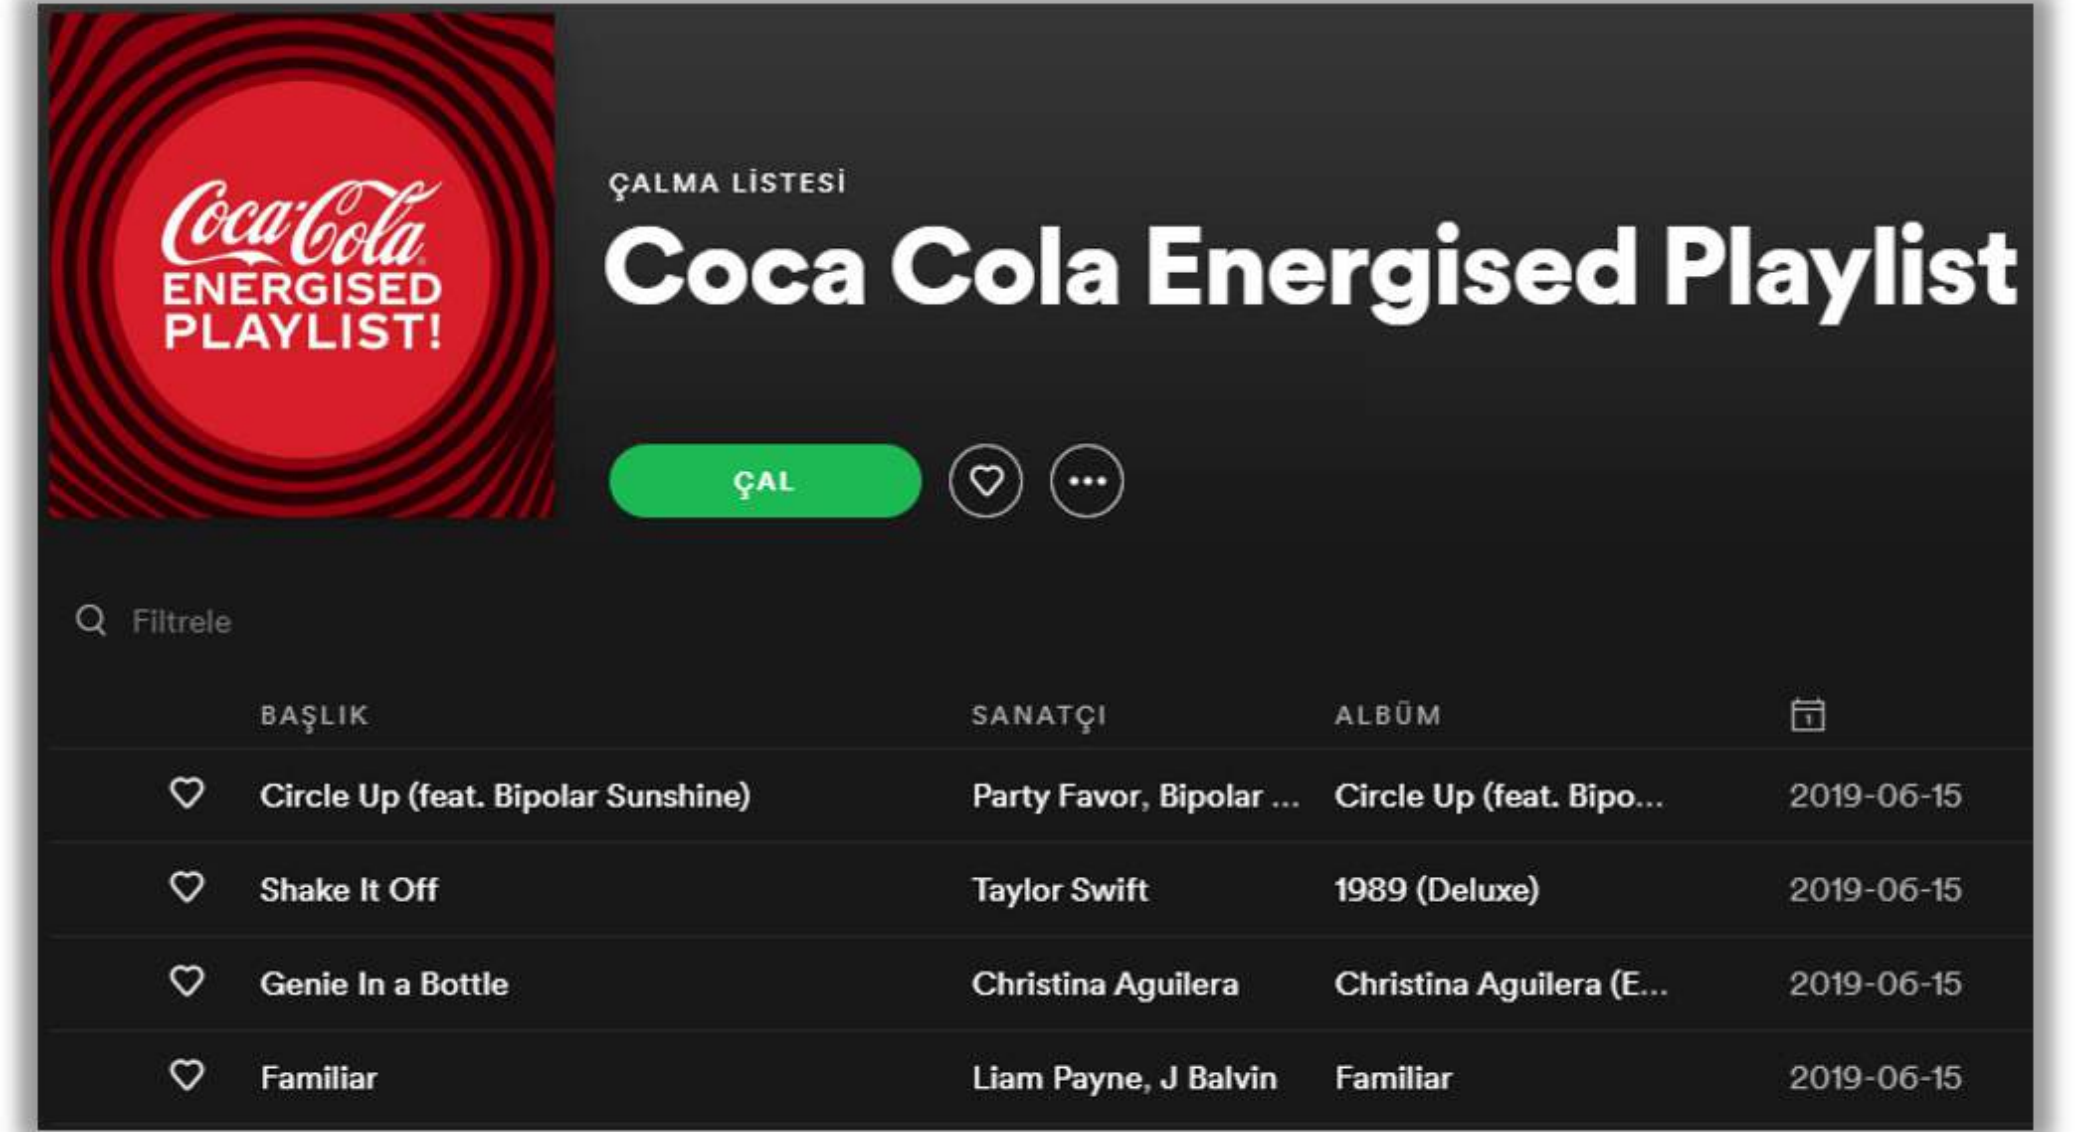 Coca-Cola
ENERGISED
PLAYLIST!
ÇALMA LİSTESİ
Coca Cola Energised Playlist
ÇAL
Filtrele
BAŞLIK SANATÇI ALBÜM
Circle Up (feat. Bipolar Sunshine) Party Favor, Bipolar ... Circle Up (feat. Bipo... 2019-06-15
Shake It Off Taylor Swift 1989 (Deluxe) 2019-06-15
Genie In a Bottle Christina Aguilera Christina Aguilera (E... 2019-06-15
Familiar Liam Payne, J Balvin Familiar 2019-06-15